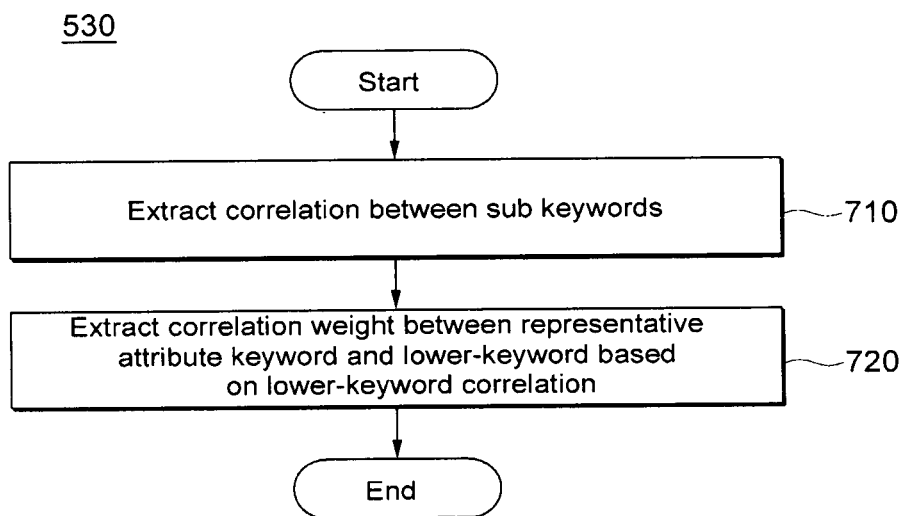 530
Start
Extract correlation between sub keywords
710
Extract correlation weight between representative
attribute keyword and lower-keyword based
on lower-keyword correlation
720
End